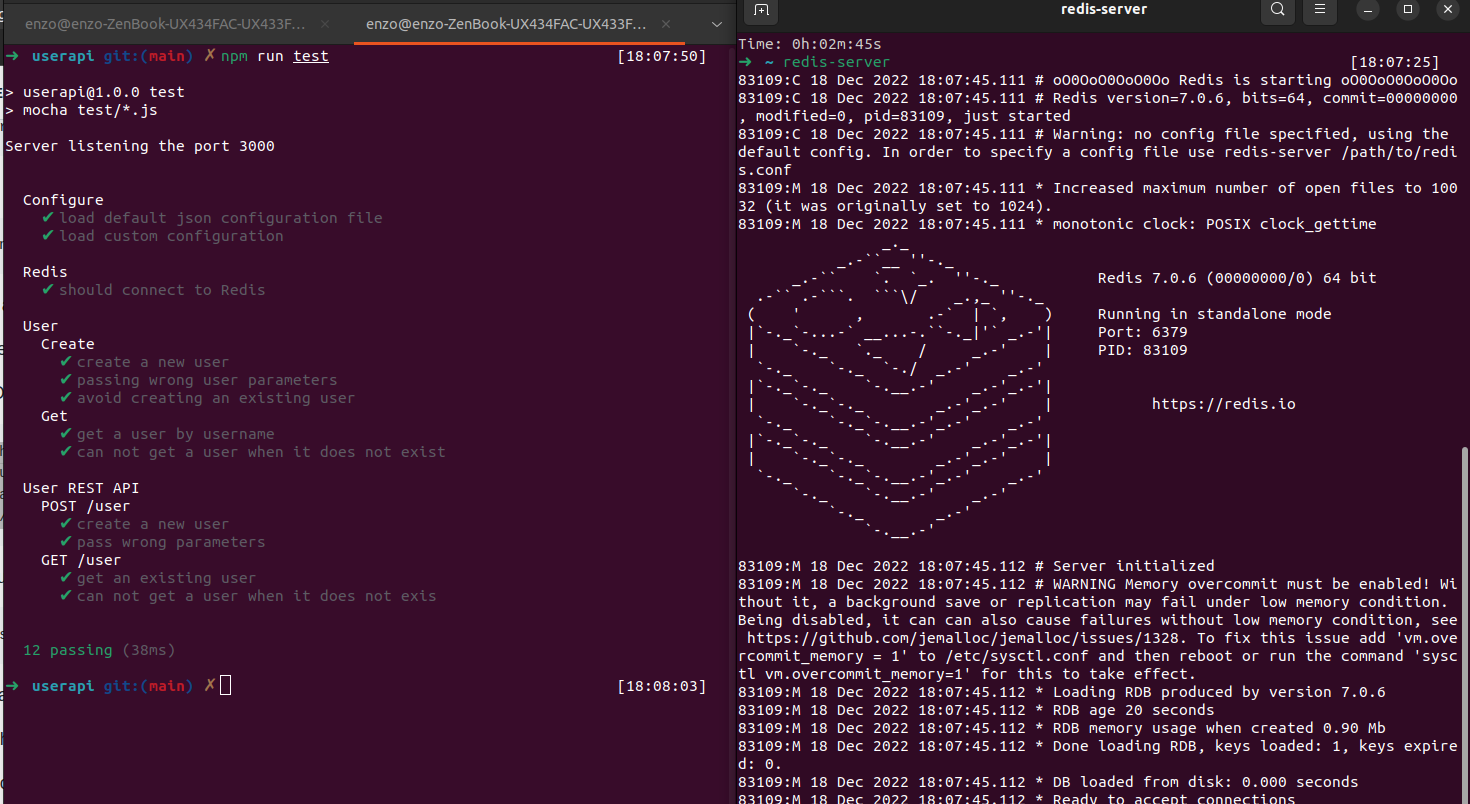 enzo@enzo-ZenBook-UX434FAC-UX433F...
enzo@enzo-ZenBook-UX434FAC-UX433F...
➜ userapi git:(main) ✗ npm run test [18:07:50]
> userapi@1.0.0 test
> mocha test/*.js
Server listening the port 3000
Configure
✔ load default json configuration file
✔ load custom configuration
Redis
✔ should connect to Redis
User
Create
✔ create a new user
✔ passing wrong user parameters
✔ avoid creating an existing user
Get
✔ get a user by username
✔ can not get a user when it does not exist
User REST API
POST /user
✔ create a new user
✔ pass wrong parameters
GET /user
✔ get an existing user
✔ can not get a user when it does not exis
12 passing (38ms)
➜ userapi git:(main) ✗ [18:08:03]
redis-server
Time: 0h:02m:45s
➜ ~ redis-server [18:07:25]
83109:C 18 Dec 2022 18:07:45.111 # oO0OoO0OoO0Oo Redis is starting oO0OoO0OoO0Oo
83109:C 18 Dec 2022 18:07:45.111 # Redis version=7.0.6, bits=64, commit=00000000
, modified=0, pid=83109, just started
83109:C 18 Dec 2022 18:07:45.111 # Warning: no config file specified, using the
default config. In order to specify a config file use redis-server /path/to/redi
s.conf
83109:M 18 Dec 2022 18:07:45.111 * Increased maximum number of open files to 100
32 (it was originally set to 1024).
83109:M 18 Dec 2022 18:07:45.111 * monotonic clock: POSIX clock_gettime
Redis 7.0.6 (00000000/0) 64 bit
Running in standalone mode
Port: 6379
PID: 83109
https://redis.io
83109:M 18 Dec 2022 18:07:45.112 # Server initialized
83109:M 18 Dec 2022 18:07:45.112 # WARNING Memory overcommit must be enabled! Wi
thout it, a background save or replication may fail under low memory condition.
Being disabled, it can can also cause failures without low memory condition, see
https://github.com/jemalloc/jemalloc/issues/1328. To fix this issue add 'vm.ove
rcommit_memory = 1' to /etc/sysctl.conf and then reboot or run the command 'sysc
tl vm.overcommit_memory=1' for this to take effect.
83109:M 18 Dec 2022 18:07:45.112 * Loading RDB produced by version 7.0.6
83109:M 18 Dec 2022 18:07:45.112 * RDB age 20 seconds
83109:M 18 Dec 2022 18:07:45.112 * RDB memory usage when created 0.90 Mb
83109:M 18 Dec 2022 18:07:45.112 * Done loading RDB, keys loaded: 1, keys expire
d: 0.
83109:M 18 Dec 2022 18:07:45.112 * DB loaded from disk: 0.000 seconds
83109:M 18 Dec 2022 18:07:45.112 * Ready to accept connections